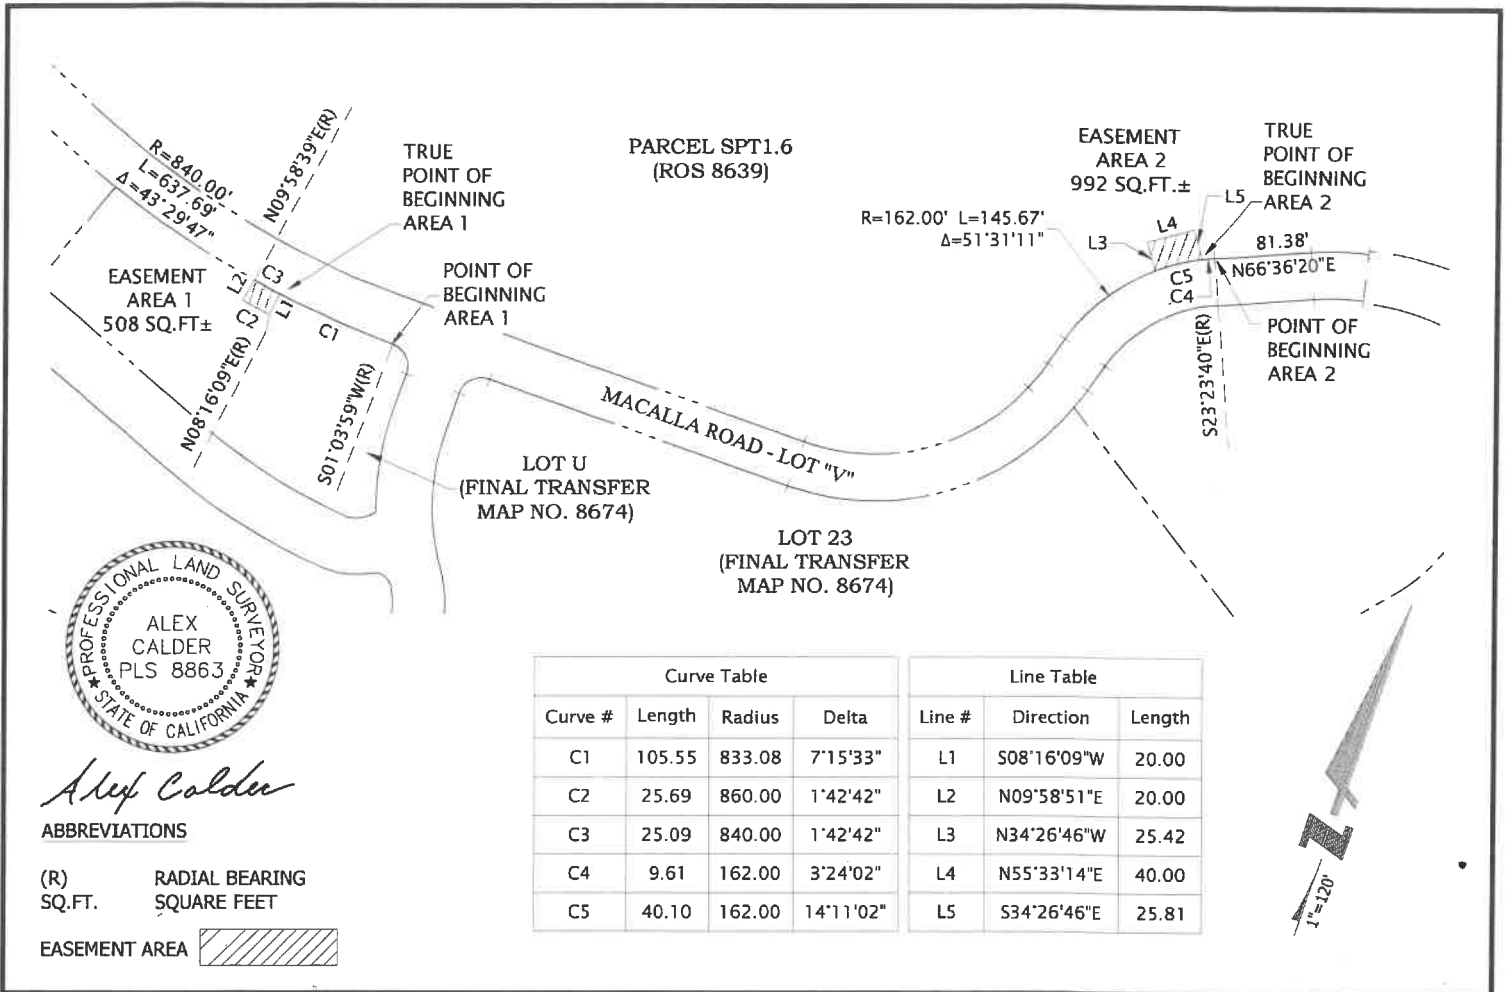 R=840.00'
L=637.69'
Δ=43°29'47"
N09°58'39"E(R)
TRUE
POINT OF
BEGINNING
AREA 1
PARCEL SPT1.6
(ROS 8639)
EASEMENT
AREA 2
992 SQ.FT.±
TRUE
POINT OF
BEGINNING
AREA 2
R=162.00' L=145.67'
Δ=51°31'11"
L3
L4
L5
81.38'
N66°36'20"E
C5
C4
S23°23'40"E(R)
POINT OF
BEGINNING
AREA 2
EASEMENT
AREA 1
508 SQ.FT±
L2
C3
C2
L1
C1
POINT OF
BEGINNING
AREA 1
N08°16'09"E(R)
S01°03'59"W(R)
MACALLA ROAD - LOT "V"
LOT U
(FINAL TRANSFER
MAP NO. 8674)
LOT 23
(FINAL TRANSFER
MAP NO. 8674)
PROFESSIONAL LAND SURVEYOR
ALEX
CALDER
PLS 8863
★ STATE OF CALIFORNIA ★
Alex Calder
ABBREVIATIONS
(R) RADIAL BEARING
SQ.FT. SQUARE FEET
EASEMENT AREA
Curve Table
Curve # Length Radius Delta
C1 105.55 833.08 7°15'33"
C2 25.69 860.00 1°42'42"
C3 25.09 840.00 1°42'42"
C4 9.61 162.00 3°24'02"
C5 40.10 162.00 14°11'02"
Line Table
Line # Direction Length
L1 S08°16'09"W 20.00
L2 N09°58'51"E 20.00
L3 N34°26'46"W 25.42
L4 N55°33'14"E 40.00
L5 S34°26'46"E 25.81
N
1"=120'